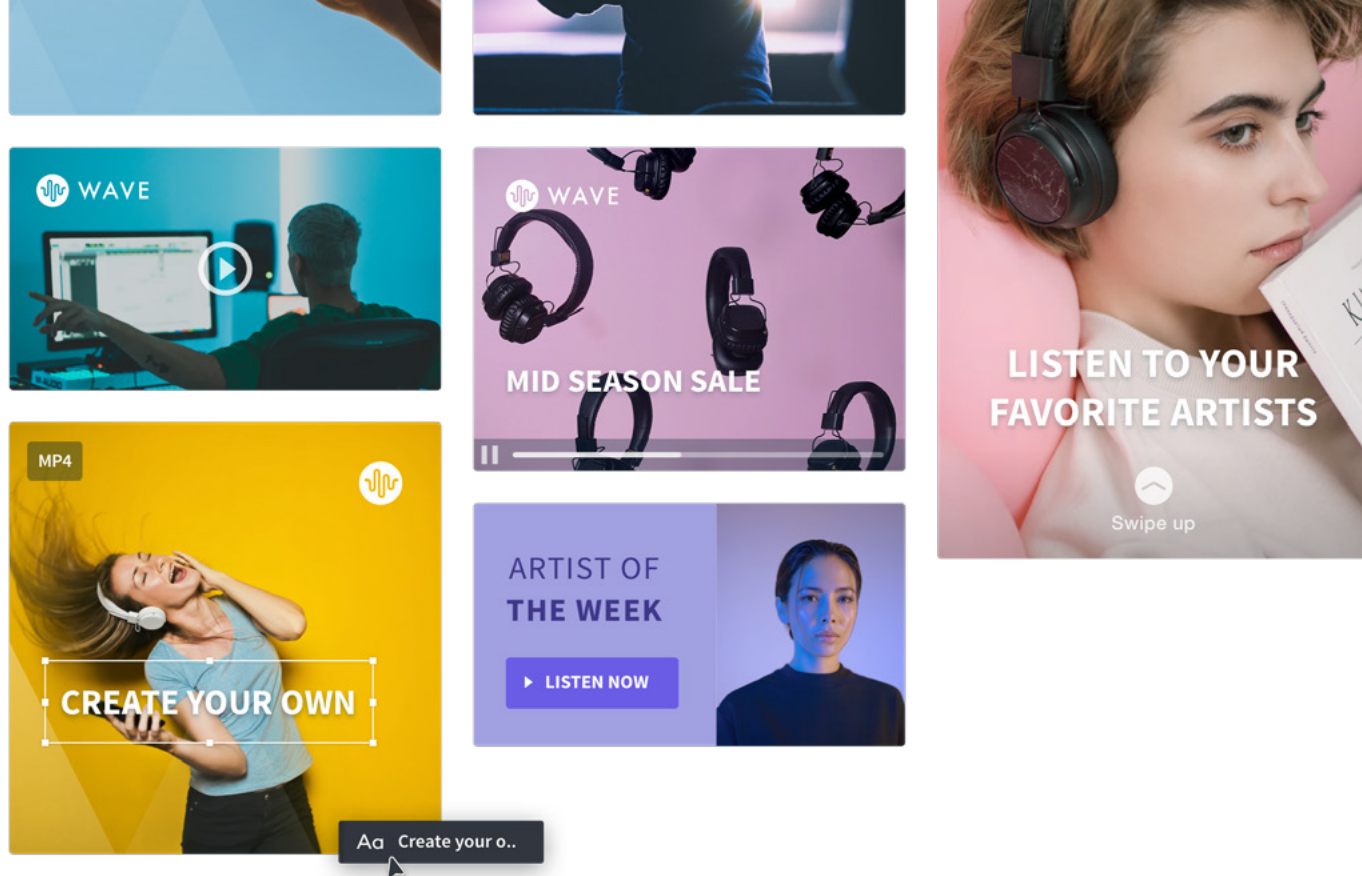 WAVE
WAVE
MID SEASON SALE
LISTEN TO YOUR
FAVORITE ARTISTS
Swipe up
MP4
CREATE YOUR OWN
ARTIST OF
THE WEEK
LISTEN NOW
Aa Create your o..